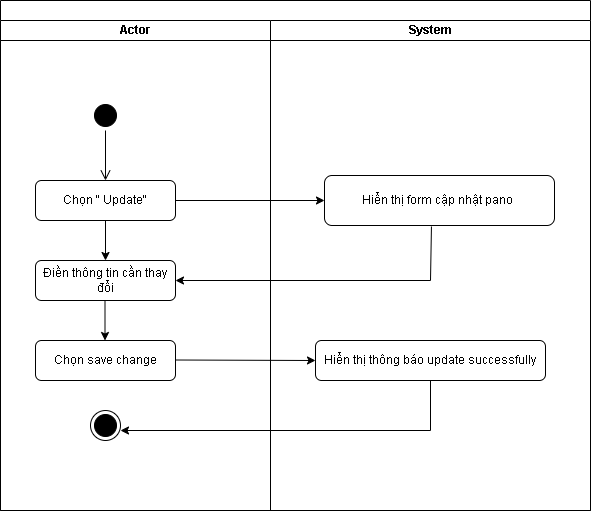 Actor
System
Chọn " Update"
Hiển thị form cập nhật pano
Điền thông tin cần thay
đổi
Chọn save change
Hiển thị thông báo update successfully